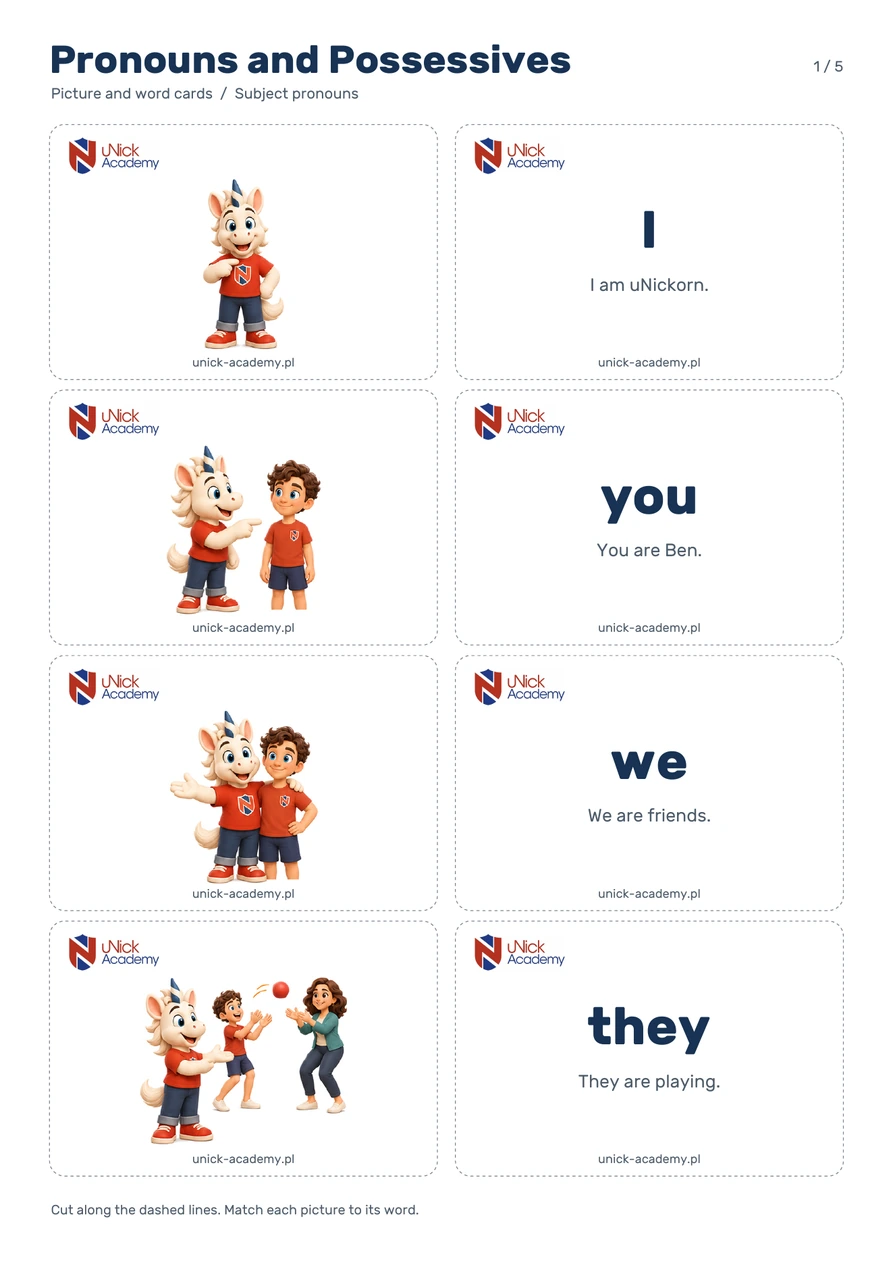 Pronouns and Possessives
1 / 5
Picture and word cards / Subject pronouns
uNick
Academy
unick-academy.pl
uNick
Academy
I
I am uNickorn.
unick-academy.pl
uNick
Academy
unick-academy.pl
uNick
Academy
you
You are Ben.
unick-academy.pl
uNick
Academy
unick-academy.pl
uNick
Academy
we
We are friends.
unick-academy.pl
uNick
Academy
unick-academy.pl
uNick
Academy
they
They are playing.
unick-academy.pl
Cut along the dashed lines. Match each picture to its word.